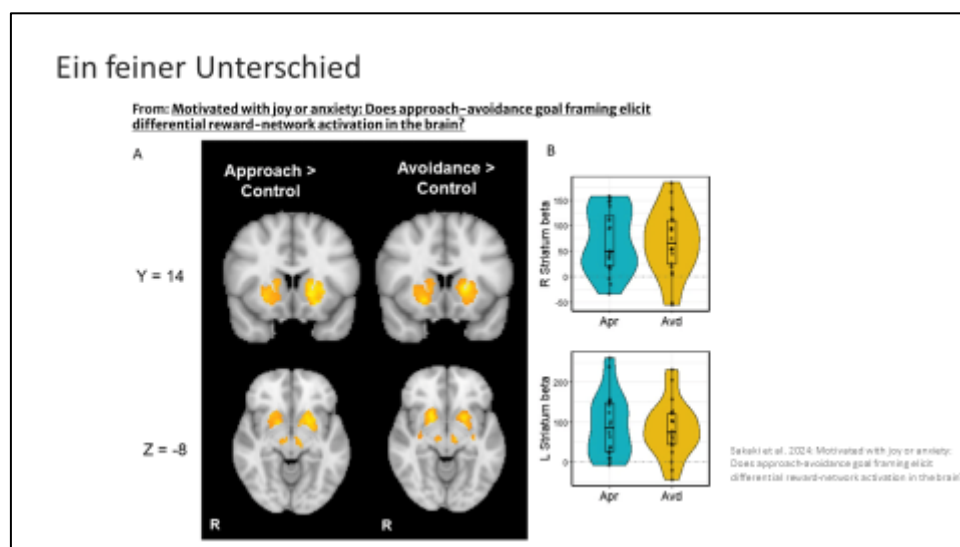 Ein feiner Unterschied
From: Motivated with joy or anxiety: Does approach–avoidance goal framing elicit
differential reward–network activation in the brain?
A
Approach >
Control
Avoidance >
Control
Y = 14
Z = -8
R
R
B
R Striatum beta
150
100
50
0
-50
Apr
Avd
L Striatum beta
200
100
0
Apr
Avd
Sakaki et al. 2024: Motivated with joy or anxiety:
Does approach-avoidance goal framing elicit
differential reward-network activation in the brain